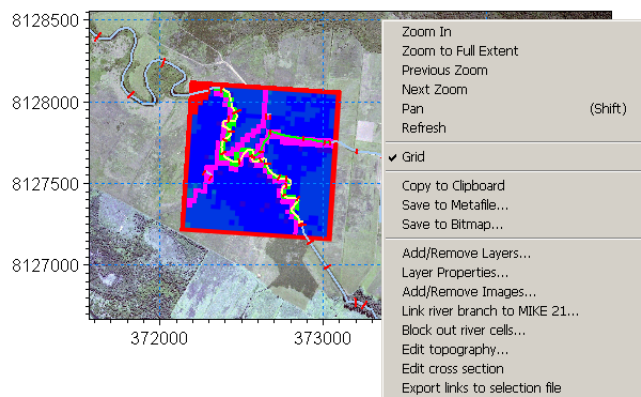 8128500
8128000
8127500
8127000
372000
373000
Zoom In
Zoom to Full Extent
Previous Zoom
Next Zoom
Pan (Shift)
Refresh
Grid
Copy to Clipboard
Save to Metafile...
Save to Bitmap...
Add/Remove Layers...
Layer Properties...
Add/Remove Images...
Link river branch to MIKE 21...
Block out river cells...
Edit topography...
Edit cross section
Export links to selection file